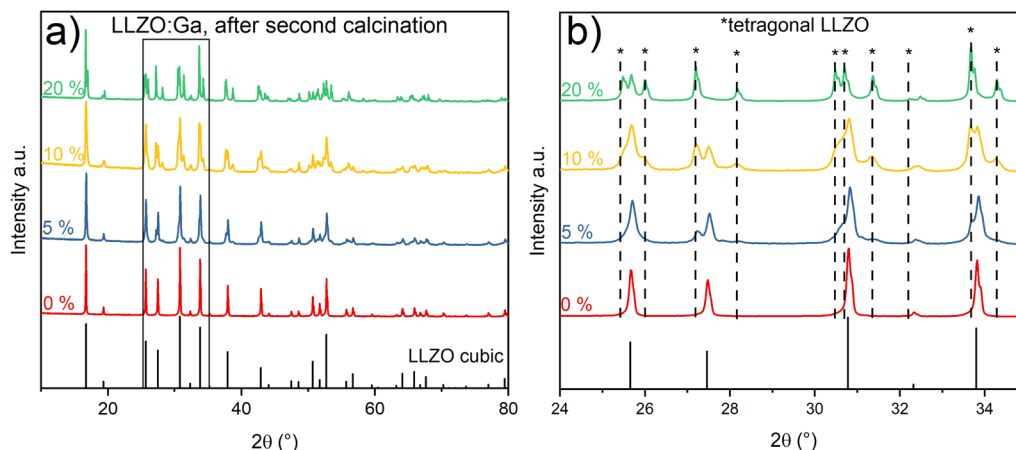 a)
LLZO:Ga, after second calcination
20 %
10 %
5 %
0 %
LLZO cubic
Intensity a.u.
20 40 60 80
2θ (°)
b)
*tetragonal LLZO
* * * * * * * * * *
20 %
10 %
5 %
0 %
Intensity a.u.
24 26 28 30 32 34
2θ (°)